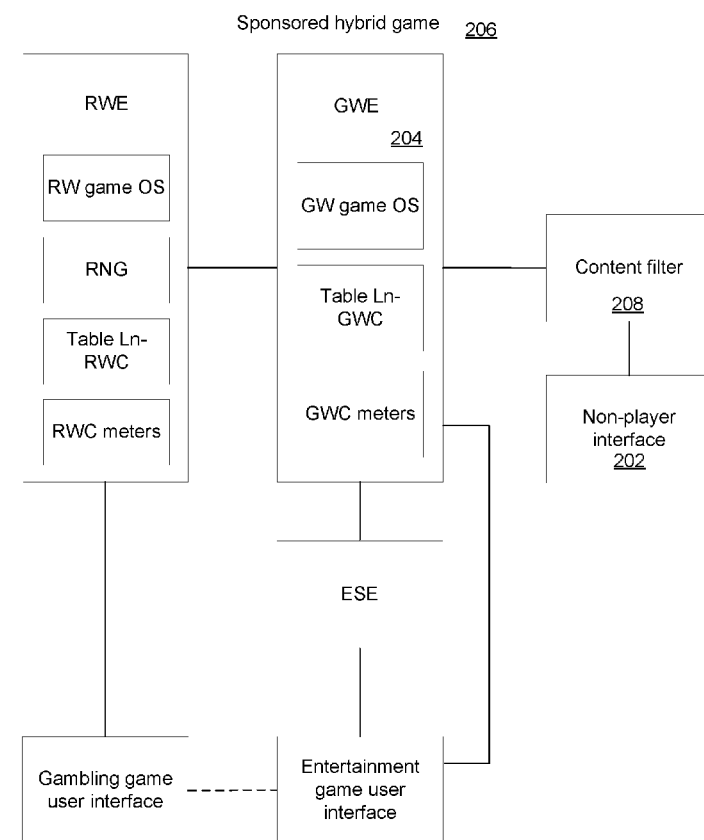 Sponsored hybrid game 206
RWE
RW game OS
RNG
Table Ln-
RWC
RWC meters
GWE
204
GW game OS
Table Ln-
GWC
GWC meters
Content filter
208
Non-player
interface
202
ESE
Gambling game
user interface
Entertainment
game user
interface